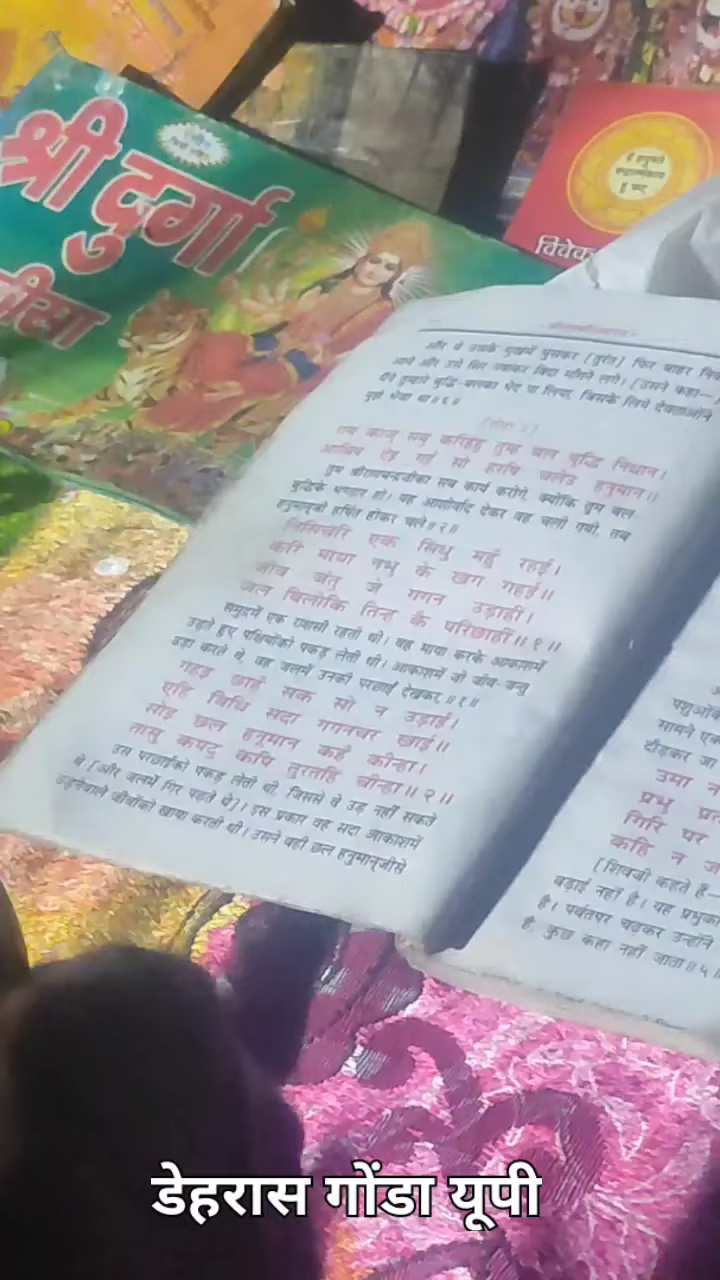 श्री दुर्गा
विवेक
और वे उसके मुखमें घुसकर [तुरंत] फिर बाहर
आये और उसे सिर नवाकर बिदा माँगने लगे। [उसने कहा—]
मैंने तुम्हारे बुद्धि-बलका भेद पा लिया, जिसके लिये देवताओंने
मुझे भेजा था॥६॥
राम काजु सबु करिहहु तुम्ह बल बुद्धि निधान।
आसिष देइ गई सो हरषि चलेउ हनुमान॥
तुम श्रीरामचन्द्रजीका सब कार्य करोगे, क्योंकि तुम बल-
बुद्धिके भण्डार हो। यह आशीर्वाद देकर वह चली गयी, तब
हनुमान्‌जी हर्षित होकर चले॥२॥
निसिचरि एक सिंधु महुँ रहई।
करि माया नभु के खग गहई॥
जीव जंतु जे गगन उड़ाहीं।
जल बिलोकि तिन्ह कै परिछाहीं॥१॥
समुद्रमें एक राक्षसी रहती थी। वह माया करके आकाशमें
उड़ते हुए पक्षियोंको पकड़ लेती थी। आकाशमें जो जीव-जन्तु
उड़ा करते थे, वह जलमें उनकी परछाईं देखकर॥१॥
गहइ छाहँ सक सो न उड़ाई।
एहि बिधि सदा गगनचर खाई॥
सोइ छल हनूमान कहँ कीन्हा।
तासु कपटु कपि तुरतहिं चीन्हा॥२॥
उस परछाईंको पकड़ लेती थी, जिससे वे उड़ नहीं सकते
थे [और जलमें गिर पड़ते थे]। इस प्रकार वह सदा आकाशमें
उड़नेवाले जीवोंको खाया करती थी। उसने वही छल हनुमान्‌जीसे
सामने एक
दौड़कर जा
उमा न
प्रभु
गिरि पर
कहि न
[शिवजी कहते हैं—
बड़ाई नहीं है। यह प्रभुका
है। पर्वतपर चढ़कर उन्होंने
है, कुछ कहा नहीं जाता॥५॥
डेहरास गोंडा यूपी